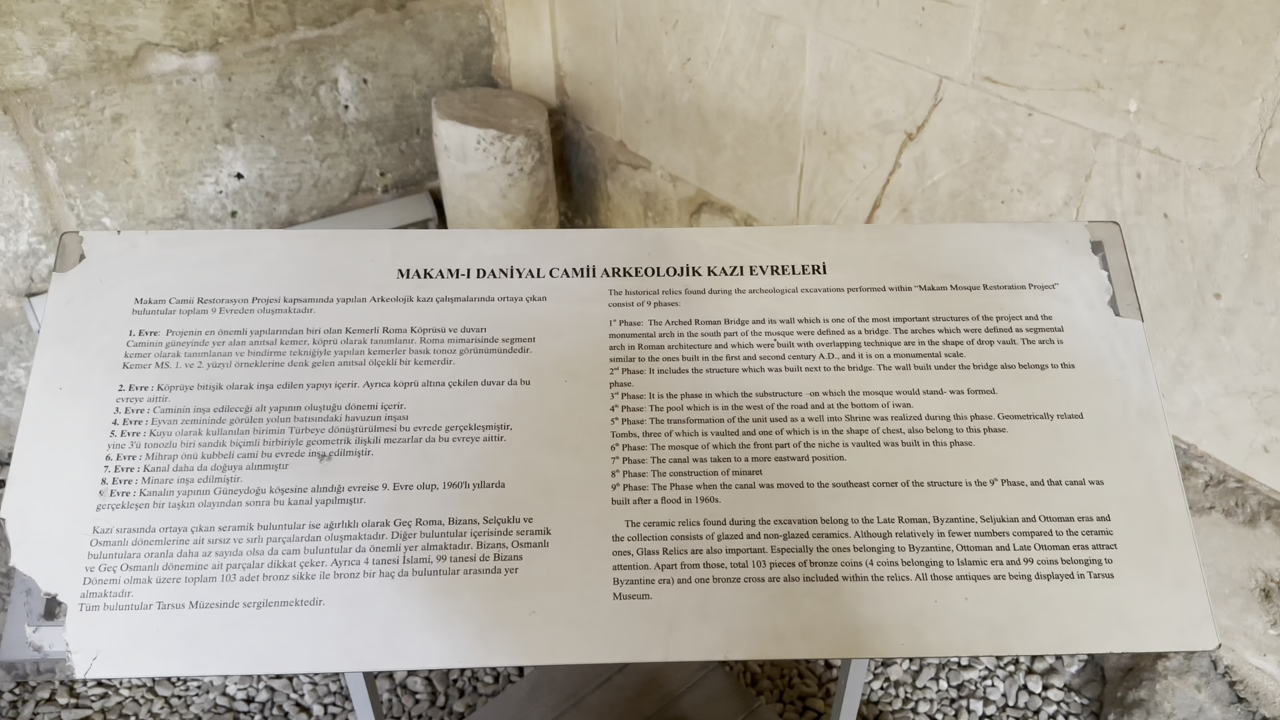 MAKAM-I DANİYAL CAMİİ ARKEOLOJİK KAZI EVRELERİ
Makam Camii Restorasyon Projesi kapsamında yapılan Arkeolojik kazı çalışmalarında ortaya çıkan
buluntular toplam 9 Evreden oluşmaktadır.
1. Evre: Projenin en önemli yapılarından biri olan Kemerli Roma Köprüsü ve duvarı
Caminin güneyinde yer alan anıtsal kemer, köprü olarak tanımlanır. Roma mimarisinde segment
kemer olarak tanımlanan ve bindirme tekniğiyle yapılan kemerler basık tonoz görünümündedir.
Kemer MS. 1. ve 2. yüzyıl örneklerine denk gelen anıtsal ölçekli bir kemerdir.
2. Evre : Köprüye bitişik olarak inşa edilen yapıyı içerir. Ayrıca köprü altına çekilen duvar da bu
evreye aittir.
3. Evre : Caminin inşa edileceği alt yapının oluştuğu dönemi içerir.
4. Evre : Eyvan zemininde görülen yolun batısındaki havuzun inşası
5. Evre : Kuyu olarak kullanılan birimin Türbeye dönüştürülmesi bu evrede gerçekleşmiştir,
yine 3'ü tonozlu biri sandık biçimli birbiriyle geometrik ilişkili mezarlar da bu evreye aittir.
6. Evre : Mihrap önü kubbeli cami bu evrede inşa edilmiştir.
7. Evre : Kanal daha da doğuya alınmıştır
8. Evre : Minare inşa edilmiştir.
9. Evre : Kanalın yapının Güneydoğu köşesine alındığı evreise 9. Evre olup, 1960'lı yıllarda
gerçekleşen bir taşkın olayından sonra bu kanal yapılmıştır.
Kazı sırasında ortaya çıkan seramik buluntular ise ağırlıklı olarak Geç Roma, Bizans, Selçuklu ve
Osmanlı dönemlerine ait sırsız ve sırlı parçalardan oluşmaktadır. Diğer buluntular içerisinde seramik
buluntulara oranla daha az sayıda olsa da cam buluntular da önemli yer almaktadır. Bizans, Osmanlı
ve Geç Osmanlı dönemine ait parçalar dikkat çeker. Ayrıca 4 tanesi İslami, 99 tanesi de Bizans
Dönemi olmak üzere toplam 103 adet bronz sikke ile bronz bir haç da buluntular arasında yer
almaktadır.
Tüm buluntular Tarsus Müzesinde sergilenmektedir.
The historical relics found during the archeological excavations performed within “Makam Mosque Restoration Project”
consist of 9 phases:
1st Phase: The Arched Roman Bridge and its wall which is one of the most important structures of the project and the
monumental arch in the south part of the mosque were defined as a bridge. The arches which were defined as segmental
arch in Roman architecture and which were built with overlapping technique are in the shape of drop vault. The arch is
similar to the ones built in the first and second century A.D., and it is on a monumental scale.
2nd Phase: It includes the structure which was built next to the bridge. The wall built under the bridge also belongs to this
phase.
3rd Phase: It is the phase in which the substructure –on which the mosque would stand- was formed.
4th Phase: The pool which is in the west of the road and at the bottom of iwan.
5th Phase: The transformation of the unit used as a well into Shrine was realized during this phase. Geometrically related
Tombs, three of which is vaulted and one of which is in the shape of chest, also belong to this phase.
6th Phase: The mosque of which the front part of the niche is vaulted was built in this phase.
7th Phase: The canal was taken to a more eastward position.
8th Phase: The construction of minaret
9th Phase: The Phase when the canal was moved to the southeast corner of the structure is the 9th Phase, and that canal was
built after a flood in 1960s.
The ceramic relics found during the excavation belong to the Late Roman, Byzantine, Seljukian and Ottoman eras and
the collection consists of glazed and non-glazed ceramics. Although relatively in fewer numbers compared to the ceramic
ones, Glass Relics are also important. Especially the ones belonging to Byzantine, Ottoman and Late Ottoman eras attract
attention. Apart from those, total 103 pieces of bronze coins (4 coins belonging to Islamic era and 99 coins belonging to
Byzantine era) and one bronze cross are also included within the relics. All those antiques are being displayed in Tarsus
Museum.